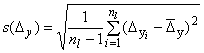 s(Δ_y) = √( 1/(n_l − 1) ∑_{i=1}^{n_l} (Δ_{y_i} − Δ̅_y)² )